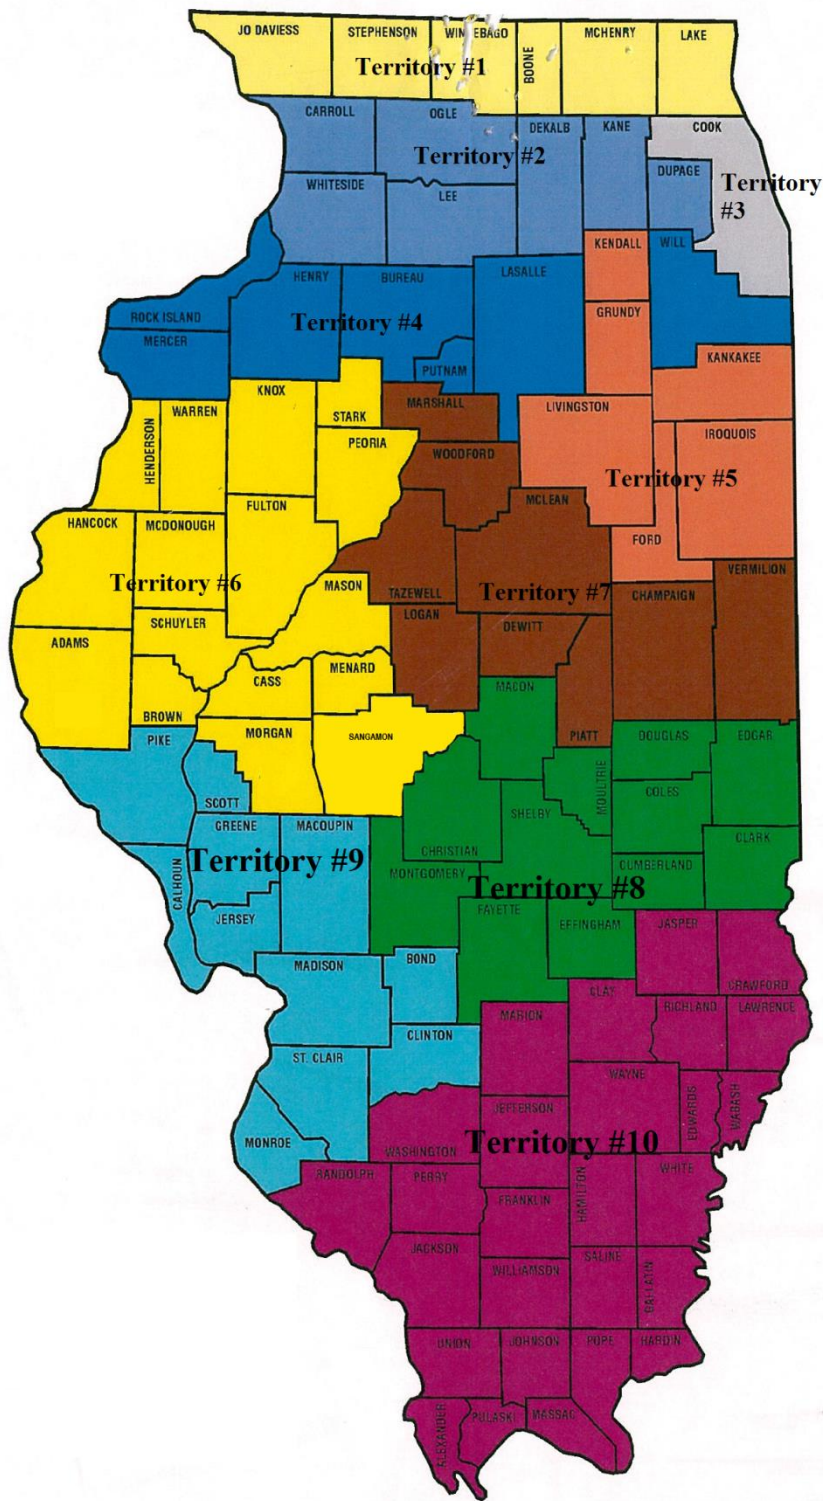 JO DAVIESS
STEPHENSON
WINNEBAGO
BOONE
MCHENRY
LAKE
Territory #1
CARROLL
OGLE
DEKALB
KANE
COOK
Territory #2
DUPAGE
Territory
#3
WHITESIDE
LEE
KENDALL
WILL
HENRY
BUREAU
LASALLE
ROCK ISLAND
Territory #4
GRUNDY
MERCER
PUTNAM
KANKAKEE
KNOX
STARK
MARSHALL
LIVINGSTON
HENDERSON
WARREN
PEORIA
WOODFORD
IROQUOIS
Territory #5
FULTON
MCLEAN
HANCOCK
MCDONOUGH
FORD
VERMILION
Territory #6
MASON
TAZEWELL
Territory #7
CHAMPAIGN
LOGAN
SCHUYLER
DEWITT
ADAMS
MENARD
CASS
MACON
BROWN
PIKE
MORGAN
SANGAMON
PIATT
DOUGLAS
EDGAR
MOULTRIE
COLES
SCOTT
SHELBY
GREENE
MACOUPIN
CLARK
CHRISTIAN
Territory #9
CUMBERLAND
CALHOUN
MONTGOMERY
Territory #8
FAYETTE
JERSEY
EFFINGHAM
JASPER
BOND
MADISON
CRAWFORD
CLAY
MARION
RICHLAND
LAWRENCE
CLINTON
ST. CLAIR
WAYNE
EDWARDS
WABASH
JEFFERSON
MONROE
WASHINGTON
Territory #10
RANDOLPH
PERRY
HAMILTON
WHITE
FRANKLIN
JACKSON
SALINE
WILLIAMSON
GALLATIN
UNION
JOHNSON
POPE
HARDIN
ALEXANDER
PULASKI
MASSAC